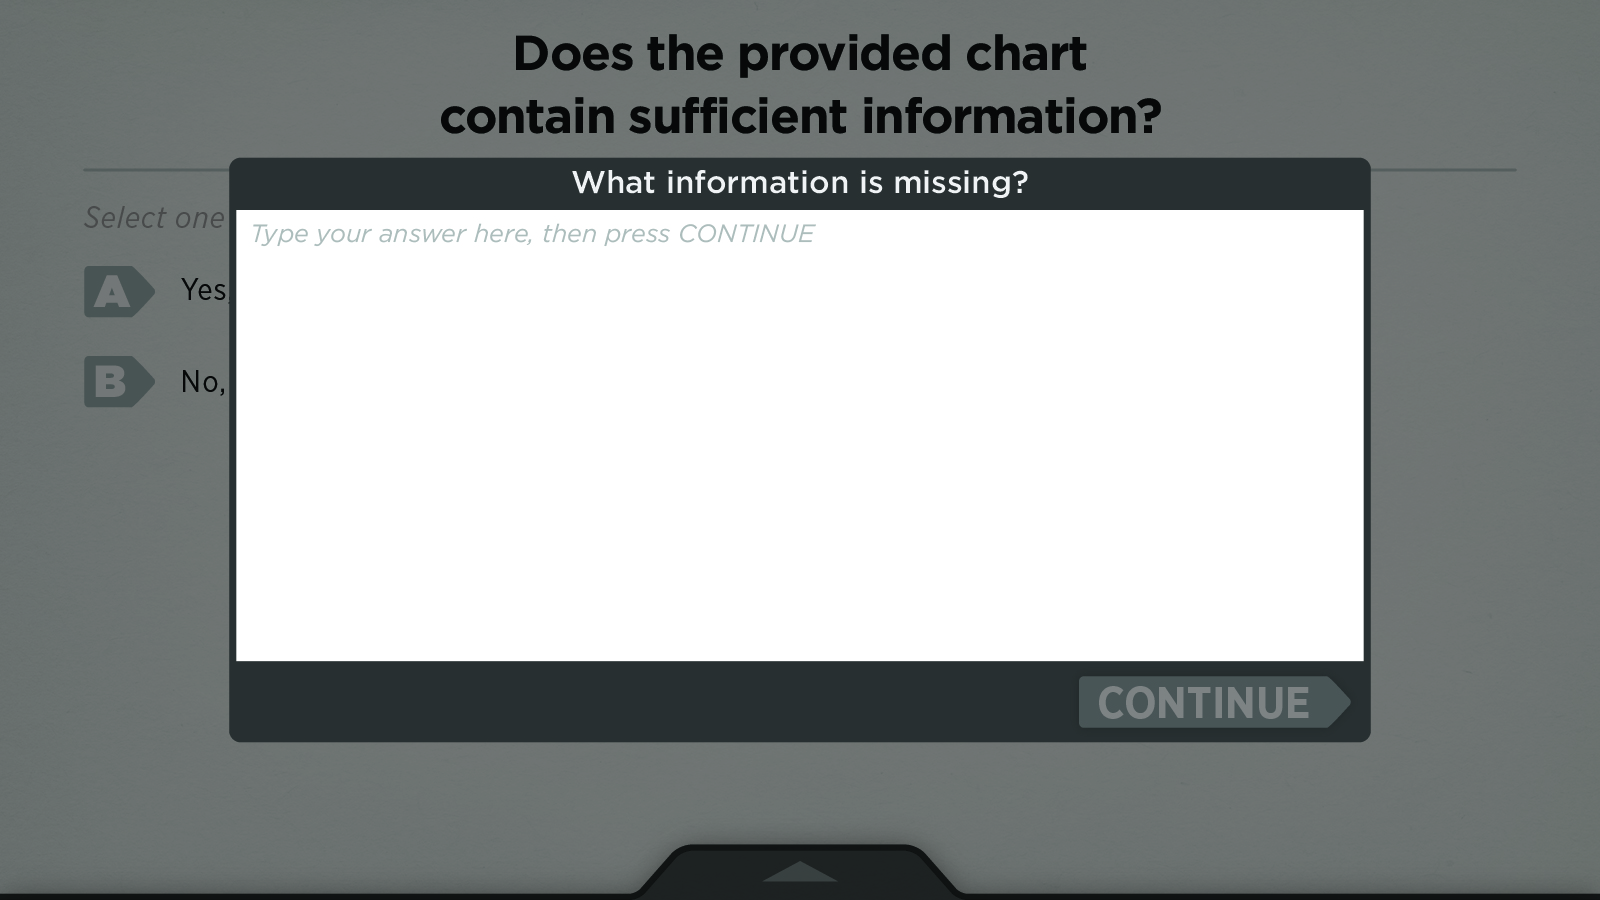 Does the provided chart
contain sufficient information?
What information is missing?
Select one
Type your answer here, then press CONTINUE
A Yes,
B No,
CONTINUE